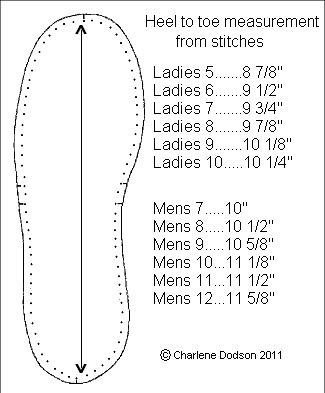 Heel to toe measurement
from stitches
Ladies 5......8 7/8"
Ladies 6.......9 1/2"
Ladies 7.......9 3/4"
Ladies 8.......9 7/8"
Ladies 9.......10 1/8"
Ladies 10.....10 1/4"
Mens 7.....10"
Mens 8.....10 1/2"
Mens 9.....10 5/8"
Mens 10...11 1/8"
Mens 11...11 1/2"
Mens 12...11 5/8"
© Charlene Dodson 2011